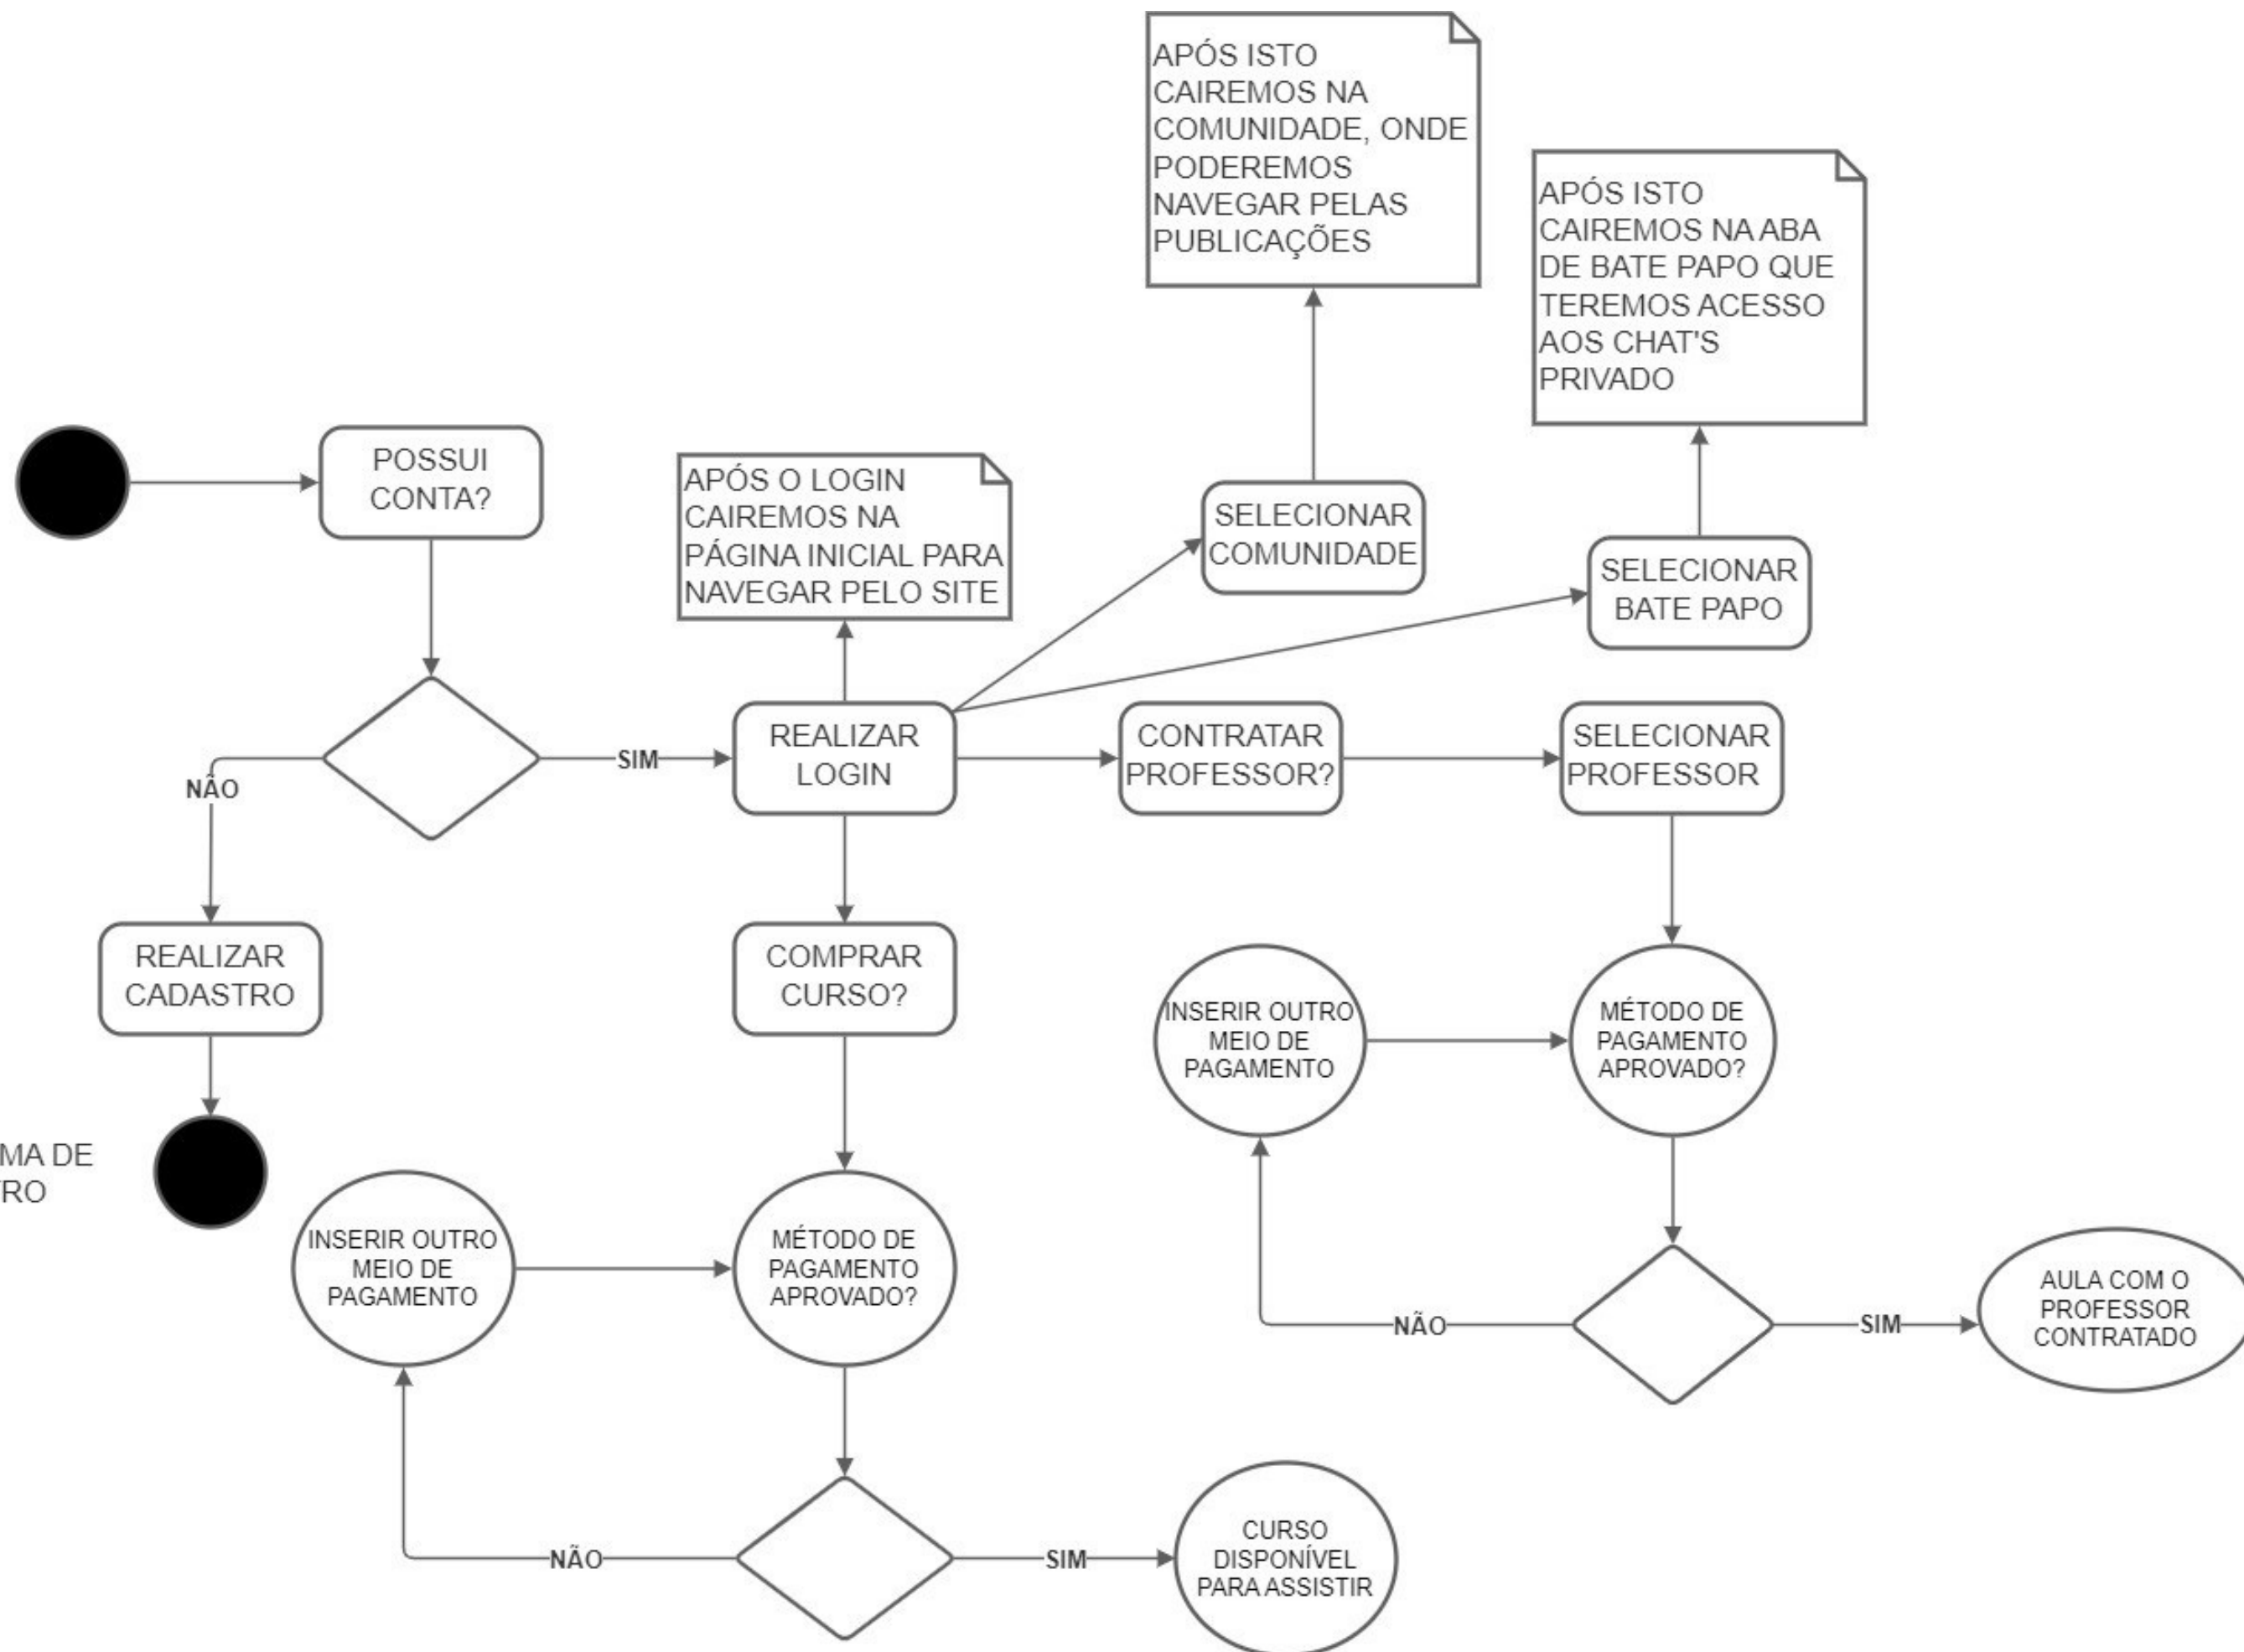 APÓS ISTO
CAIREMOS NA
COMUNIDADE, ONDE
PODEREMOS
NAVEGAR PELAS
PUBLICAÇÕES
APÓS ISTO
CAIREMOS NA ABA
DE BATE PAPO QUE
TEREMOS ACESSO
AOS CHAT'S
PRIVADO
POSSUI
CONTA?
APÓS O LOGIN
CAIREMOS NA
PÁGINA INICIAL PARA
NAVEGAR PELO SITE
SELECIONAR
COMUNIDADE
SELECIONAR
BATE PAPO
NÃO
SIM
REALIZAR
LOGIN
CONTRATAR
PROFESSOR?
SELECIONAR
PROFESSOR
REALIZAR
CADASTRO
COMPRAR
CURSO?
INSERIR OUTRO
MEIO DE
PAGAMENTO
MÉTODO DE
PAGAMENTO
APROVADO?
MA DE
RO
INSERIR OUTRO
MEIO DE
PAGAMENTO
MÉTODO DE
PAGAMENTO
APROVADO?
NÃO
SIM
AULA COM O
PROFESSOR
CONTRATADO
NÃO
SIM
CURSO
DISPONÍVEL
PARA ASSISTIR